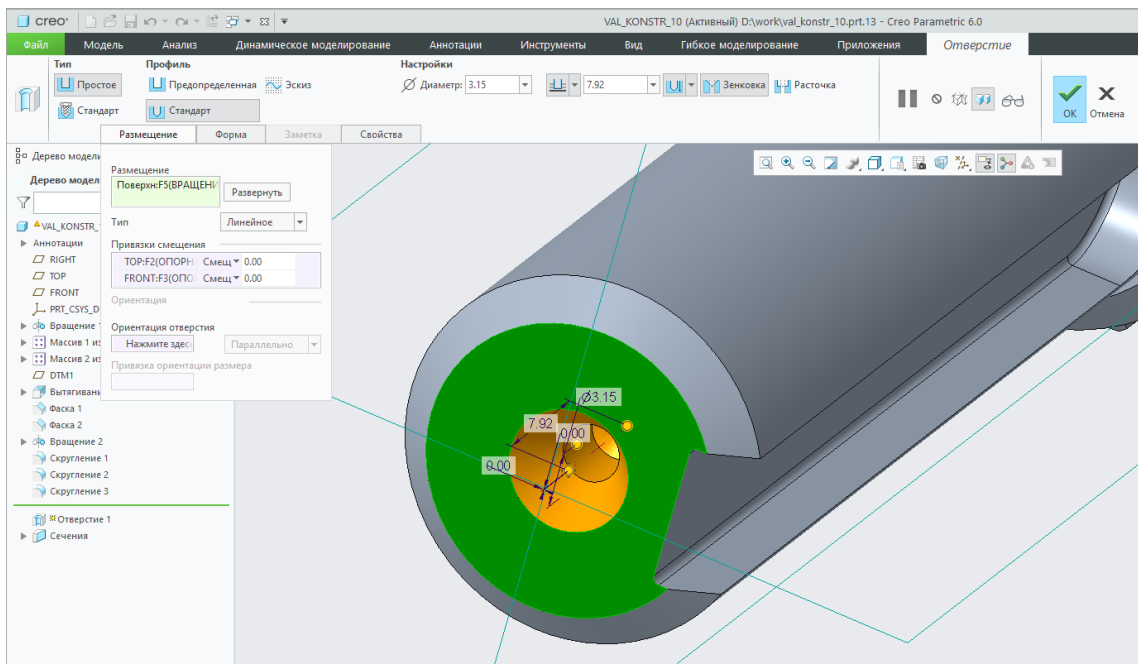 creo®
VAL_KONSTR_10 (Активный) D:\work\val_konstr_10.prt.13 - Creo Parametric 6.0
Файл Модель Анализ Динамическое моделирование Аннотации Инструменты Вид Гибкое моделирование Приложения Отверстие
Тип Профиль Настройки
Простое Предопределенная Эскиз Ø Диаметр: 3.15 7.92 Зенковка Расточка
Стандарт Стандарт
OK Отмена
Размещение Форма Заметка Свойства
Дерево модели
Дерево модел
VAL_KONSTR_1
Аннотации
RIGHT
TOP
FRONT
PRT_CSYS_D
Вращение 1
Массив 1 из
Массив 2 из
DTM1
Вытягивани
Фаска 1
Фаска 2
Вращение 2
Скругление 1
Скругление 2
Скругление 3
Отверстие 1
Сечения
Размещение
Поверхн:F5(ВРАЩЕНИ
Развернуть
Тип Линейное
Привязки смещения
TOP:F2(ОПОРН Смещ 0.00
FRONT:F3(ОПО Смещ 0.00
Ориентация
Ориентация отверстия
Нажмите здес Параллельно
Привязка ориентации размера
Ø3.15
7.92
0.00
0.00